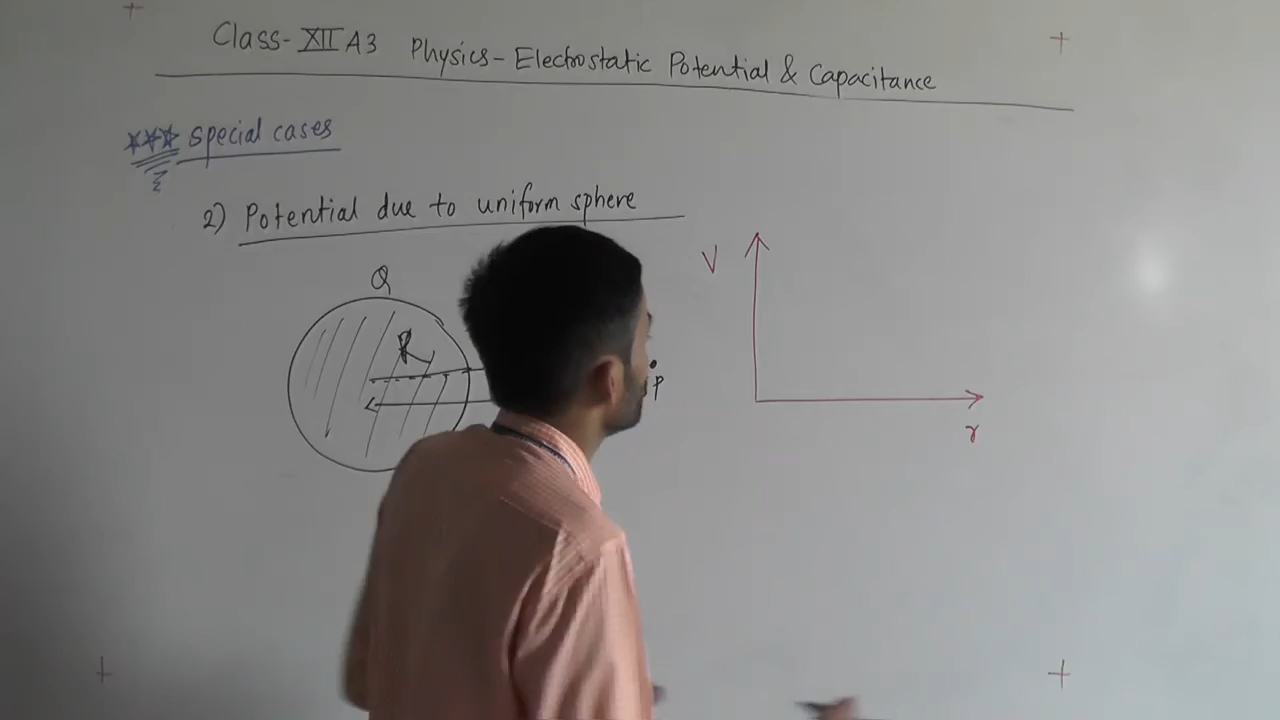 Class-XII A3 Physics-Electrostatic Potential & Capacitance
*** special cases
2) Potential due to uniform sphere
Q
V
R
P
r